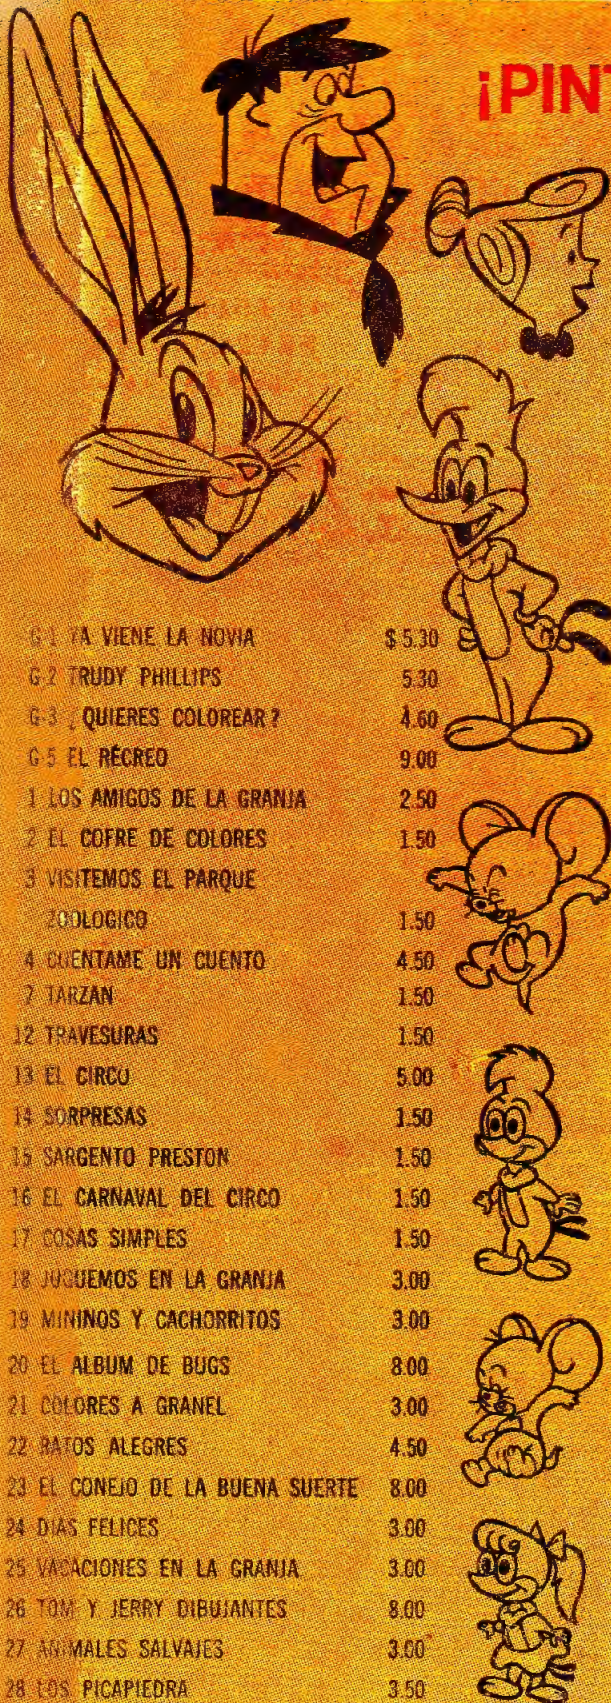 ¡PINT
G-1 YA VIENE LA NOVIA $ 5.30
G-2 TRUDY PHILLIPS 5.30
G-3 ¿QUIERES COLOREAR? 4.60
G-5 EL RECREO 9.00
1 LOS AMIGOS DE LA GRANJA 2.50
2 EL COFRE DE COLORES 1.50
3 VISITEMOS EL PARQUE
ZOOLOGICO 1.50
4 CUENTAME UN CUENTO 4.50
7 TARZAN 1.50
12 TRAVESURAS 1.50
13 EL CIRCO 5.00
14 SORPRESAS 1.50
15 SARGENTO PRESTON 1.50
16 EL CARNAVAL DEL CIRCO 1.50
17 COSAS SIMPLES 1.50
18 JUGUEMOS EN LA GRANJA 3.00
19 MININOS Y CACHORRITOS 3.00
20 EL ALBUM DE BUGS 8.00
21 COLORES A GRANEL 3.00
22 RATOS ALEGRES 4.50
23 EL CONEJO DE LA BUENA SUERTE 8.00
24 DIAS FELICES 3.00
25 VACACIONES EN LA GRANJA 3.00
26 TOM Y JERRY DIBUJANTES 8.00
27 ANIMALES SALVAJES 3.00
28 LOS PICAPIEDRA 3.50